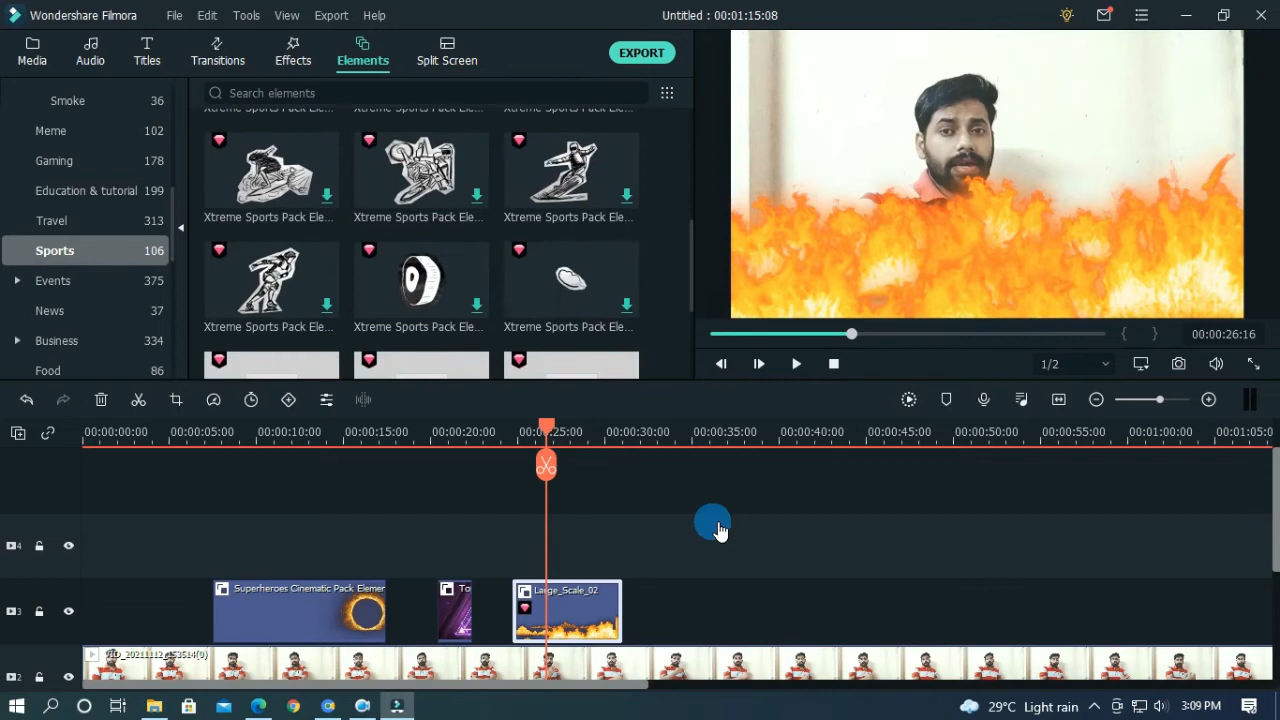 Wondershare Filmora File Edit Tools View Export Help Untitled : 00:01:15:08
Media Audio Titles Transitions Effects Elements Split Screen EXPORT
Smoke 36
Meme 102
Gaming 178
Education & tutorial 199
Travel 313
Sports 106
Events 375
News 37
Business 334
Food 86
Search elements
Xtreme Sports Pack Ele... Xtreme Sports Pack Ele... Xtreme Sports Pack Ele...
Xtreme Sports Pack Ele... Xtreme Sports Pack Ele... Xtreme Sports Pack Ele...
Xtreme Sports Pack Ele... Xtreme Sports Pack Ele... Xtreme Sports Pack Ele...
{ } 00:00:26:16
1/2
00:00:00:00 00:00:05:00 00:00:10:00 00:00:15:00 00:00:20:00 00:00:25:00 00:00:30:00 00:00:35:00 00:00:40:00 00:00:45:00 00:00:50:00 00:00:55:00 00:01:00:00 00:01:05:0
4
3
Superheroes Cinematic Pack Elemer To Large_Scale_02
2
VID_20211112_153514(0)
29°C Light rain 3:09 PM